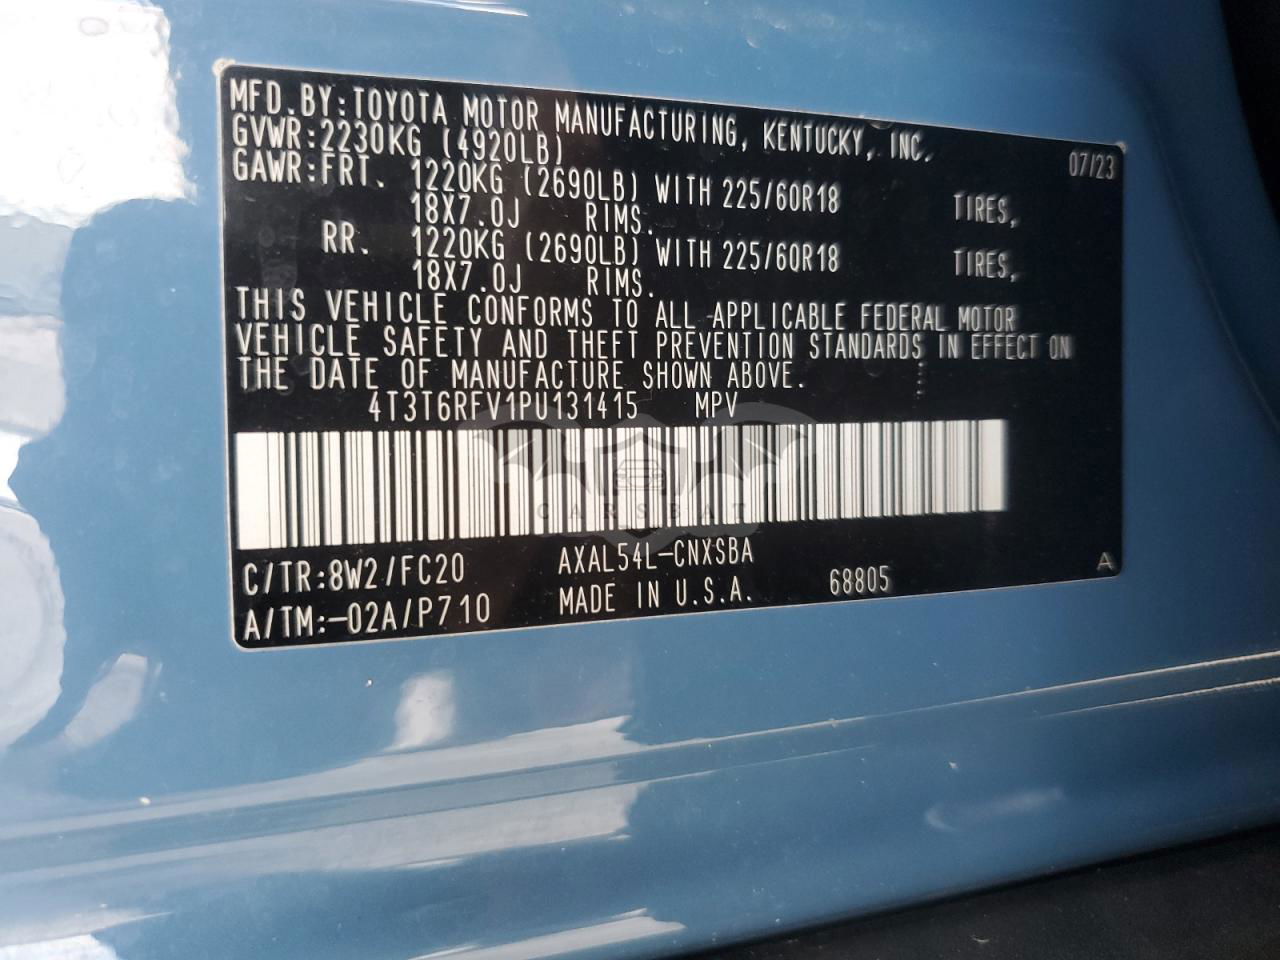 MFD.BY:TOYOTA MOTOR MANUFACTURING, KENTUCKY, INC.
GVWR:2230KG (4920LB) 07/23
GAWR:FRT. 1220KG (2690LB) WITH 225/60R18 TIRES,
18X7.0J RIMS.
RR. 1220KG (2690LB) WITH 225/60R18 TIRES,
18X7.0J RIMS.
THIS VEHICLE CONFORMS TO ALL APPLICABLE FEDERAL MOTOR
VEHICLE SAFETY AND THEFT PREVENTION STANDARDS IN EFFECT ON
THE DATE OF MANUFACTURE SHOWN ABOVE.
4T3T6RFV1PU131415 MPV
CARSBAT
C/TR:8W2/FC20 AXAL54L-CNXSBA A
A/TM:-02A/P710 MADE IN U.S.A. 68805